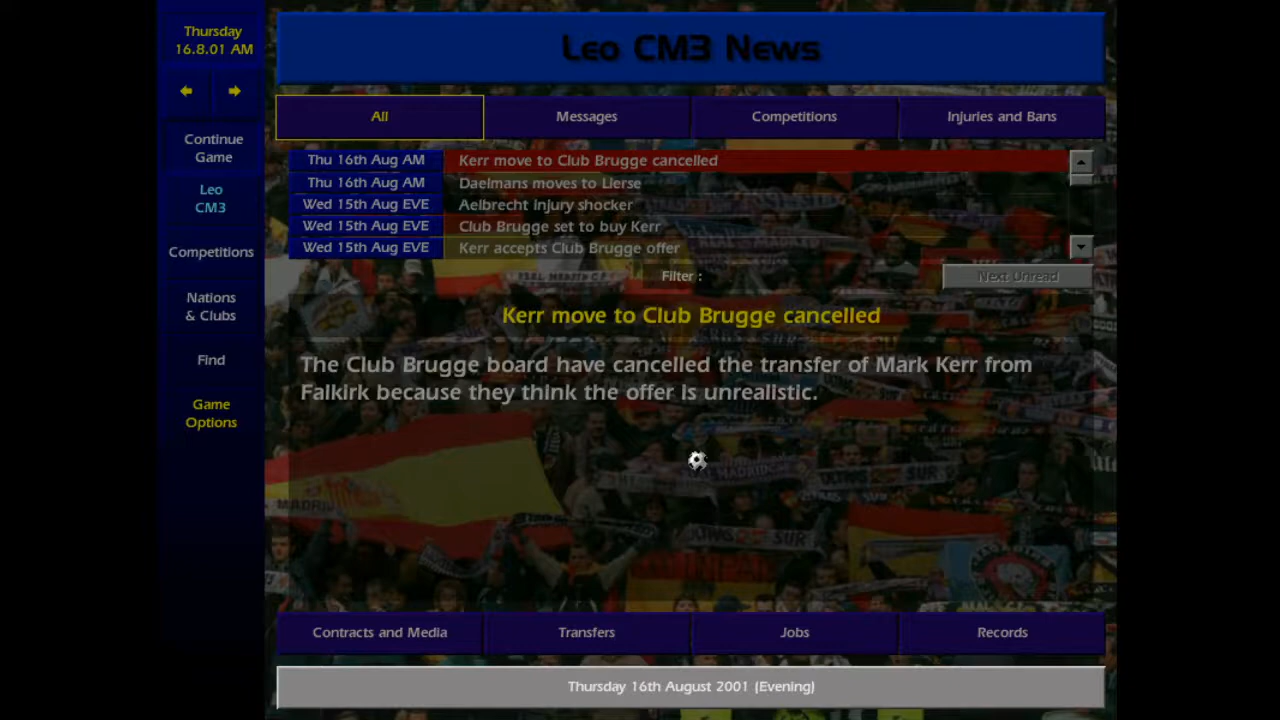 Thursday
16.8.01 AM
Leo CM3 News
Continue
Game
Leo
CM3
Competitions
Nations
& Clubs
Find
Game
Options
All
Messages
Competitions
Injuries and Bans
Thu 16th Aug AM Kerr move to Club Brugge cancelled
Thu 16th Aug AM Daelmans moves to Lierse
Wed 15th Aug EVE Aelbrecht injury shocker
Wed 15th Aug EVE Club Brugge set to buy Kerr
Wed 15th Aug EVE Kerr accepts Club Brugge offer
Filter :
Next Unread
Kerr move to Club Brugge cancelled
The Club Brugge board have cancelled the transfer of Mark Kerr from
Falkirk because they think the offer is unrealistic.
Contracts and Media
Transfers
Jobs
Records
Thursday 16th August 2001 (Evening)